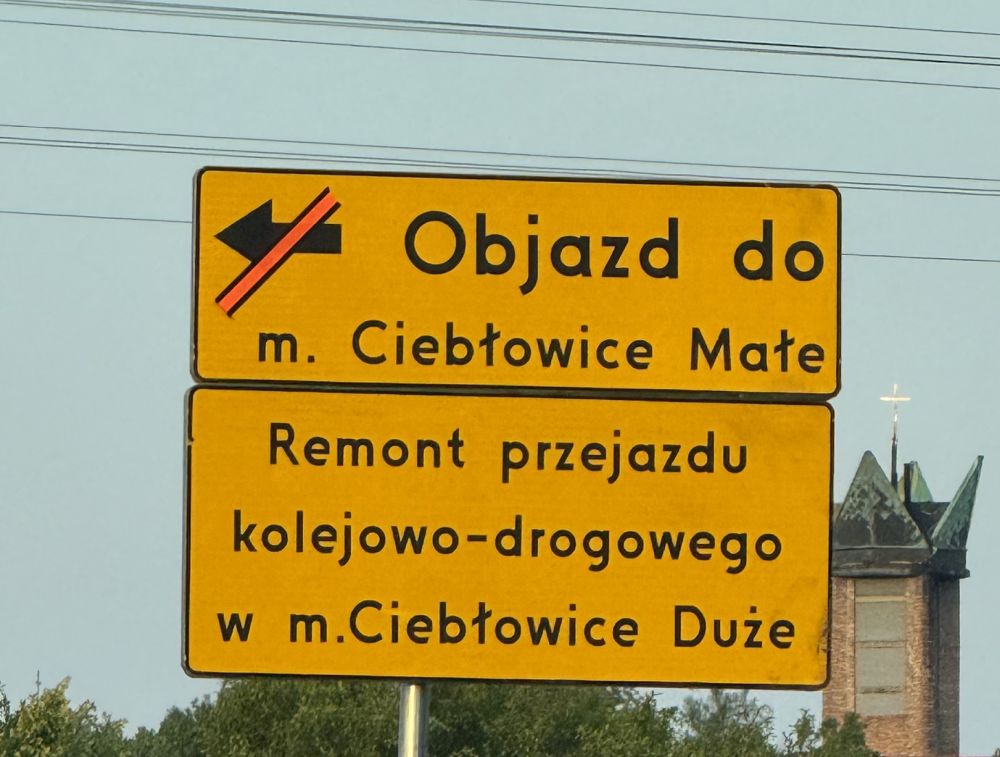 Objazd do
m. Ciebłowice Małe
Remont przejazdu
kolejowo-drogowego
w m.Ciebłowice Duże